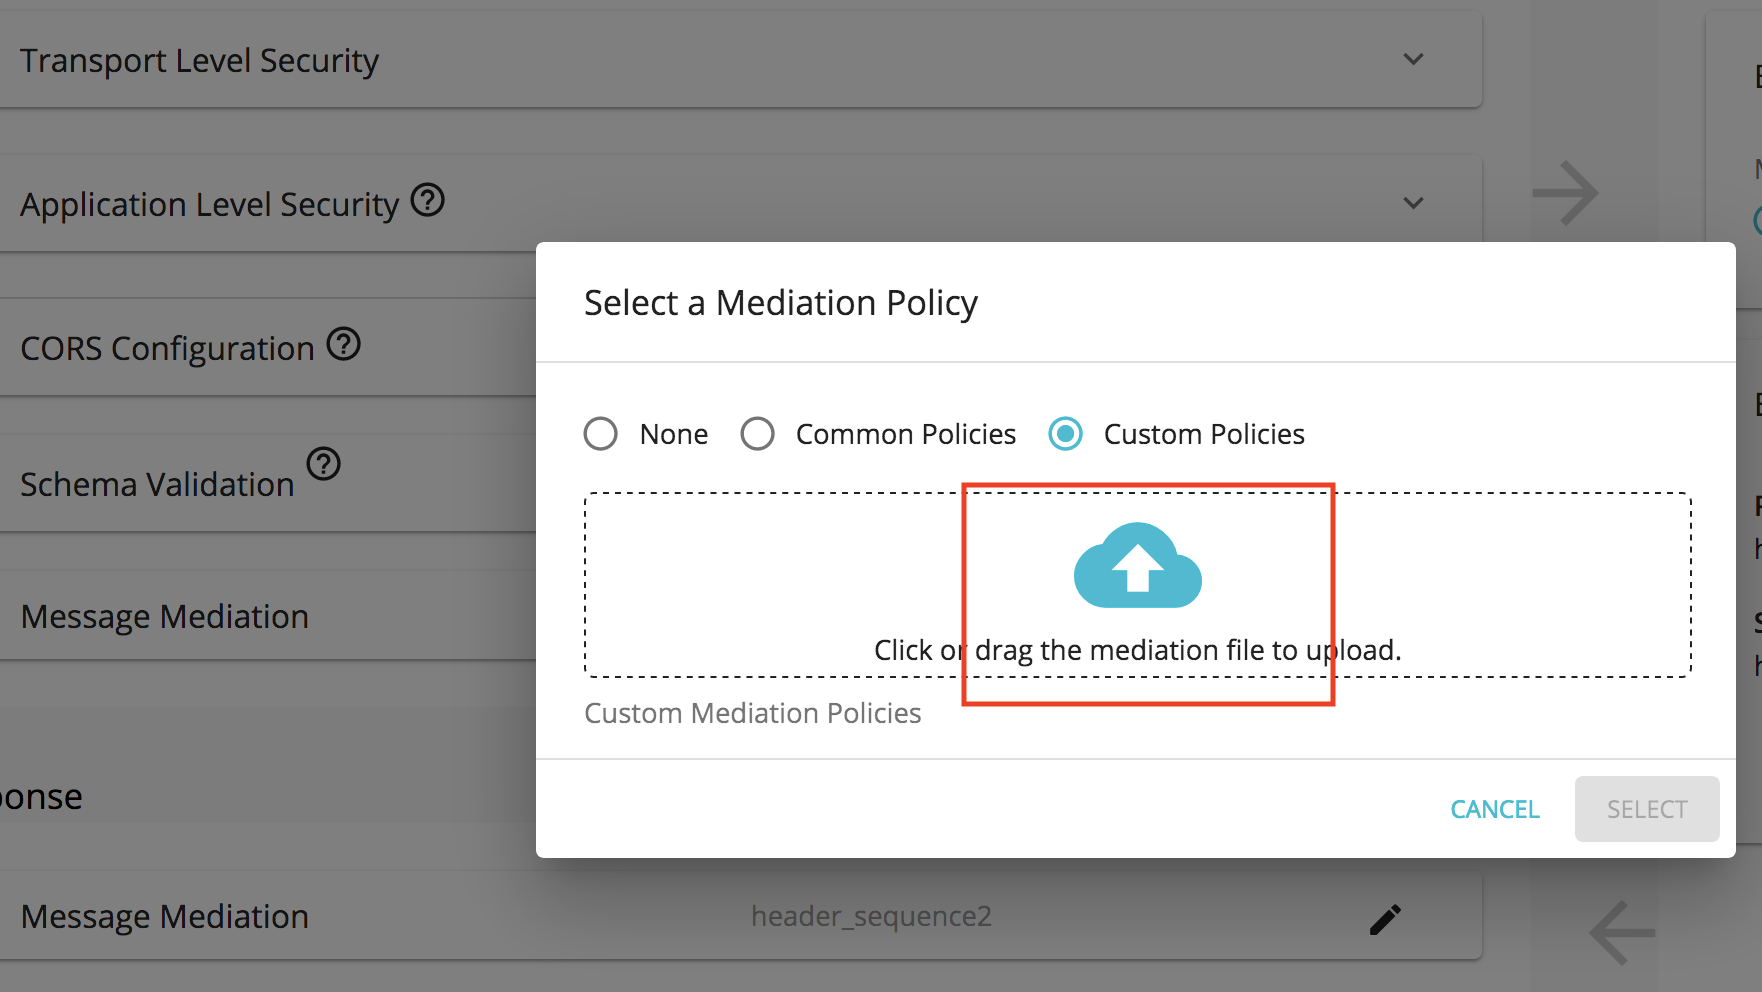 Transport Level Security
Application Level Security
CORS Configuration
Schema Validation
Message Mediation
Select a Mediation Policy
None Common Policies Custom Policies
Click or drag the mediation file to upload.
Custom Mediation Policies
CANCEL SELECT
Message Mediation header_sequence2